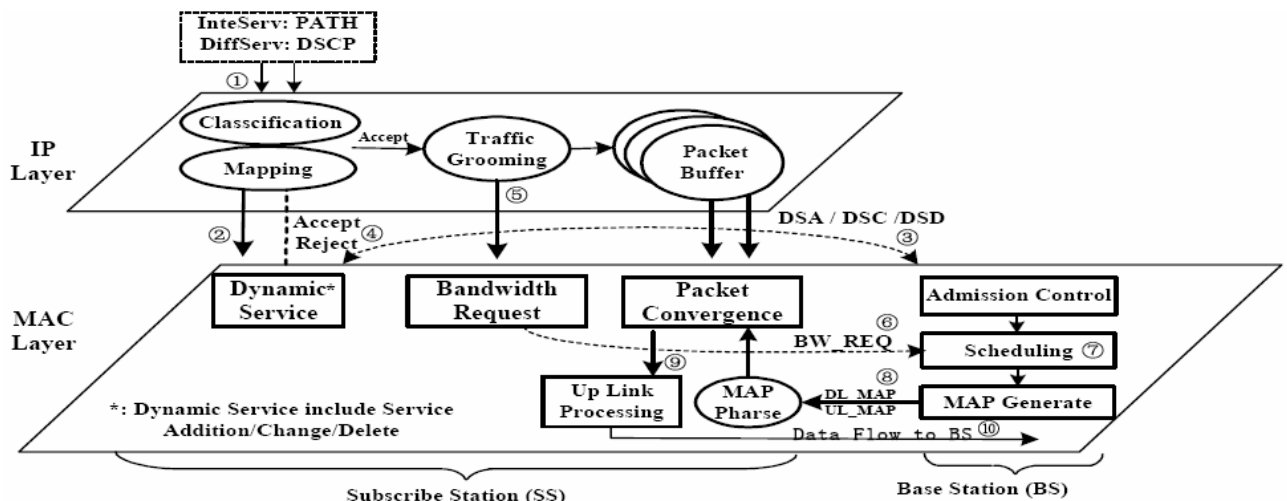 InteServ: PATH
DiffServ: DSCP
①
Classcification
Mapping
Accept
Traffic
Grooming
Packet
Buffer
IP
Layer
②
Accept
Reject
④
⑤
DSA / DSC /DSD
③
MAC
Layer
Dynamic*
Service
Bandwidth
Request
Packet
Convergence
Admission Control
⑥
BW_REQ
Scheduling ⑦
⑨
Up Link
Processing
MAP
Pharse
⑧
DL_MAP
UL_MAP
MAP Generate
*: Dynamic Service include Service
Addition/Change/Delete
Data Flow to BS ⑩
Subscribe Station (SS)
Base Station (BS)